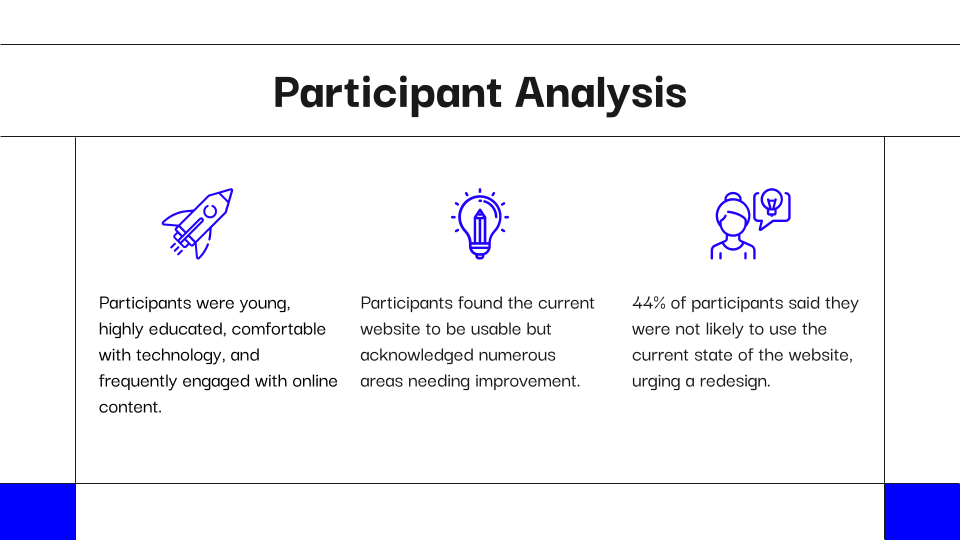 Participant Analysis
Participants were young,
highly educated, comfortable
with technology, and
frequently engaged with online
content.
Participants found the current
website to be usable but
acknowledged numerous
areas needing improvement.
44% of participants said they
were not likely to use the
current state of the website,
urging a redesign.